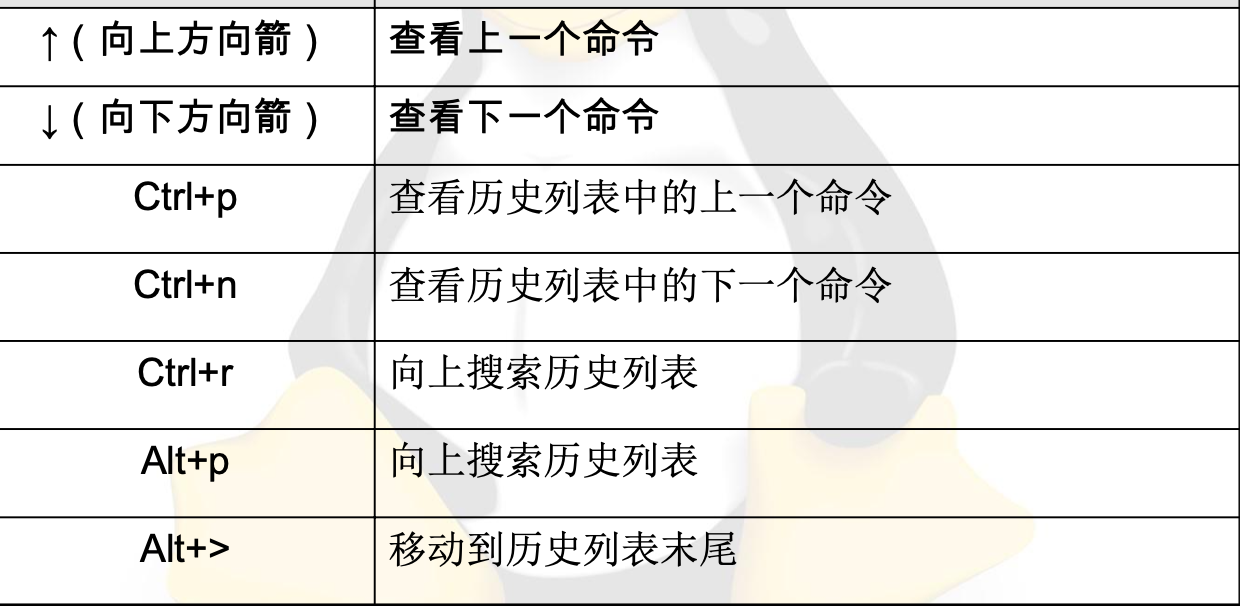 ↑（向上方向箭） 查看上一个命令
↓（向下方向箭） 查看下一个命令
Ctrl+p 查看历史列表中的上一个命令
Ctrl+n 查看历史列表中的下一个命令
Ctrl+r 向上搜索历史列表
Alt+p 向上搜索历史列表
Alt+> 移动到历史列表末尾